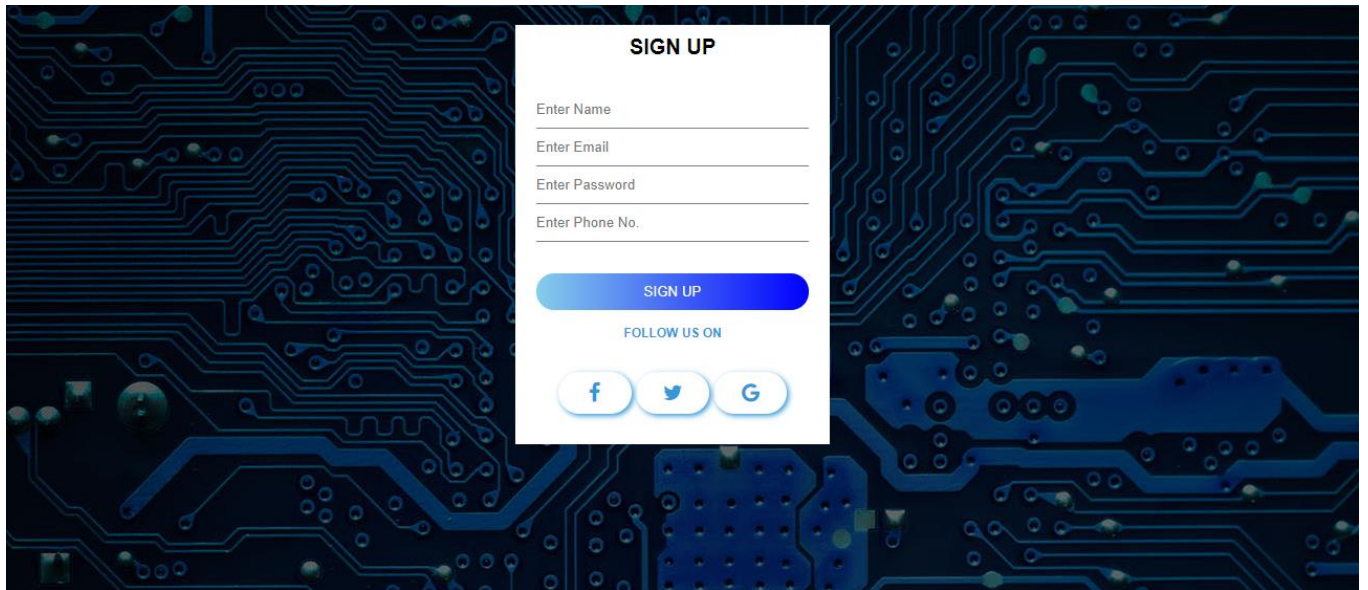 SIGN UP
Enter Name
Enter Email
Enter Password
Enter Phone No.
SIGN UP
FOLLOW US ON